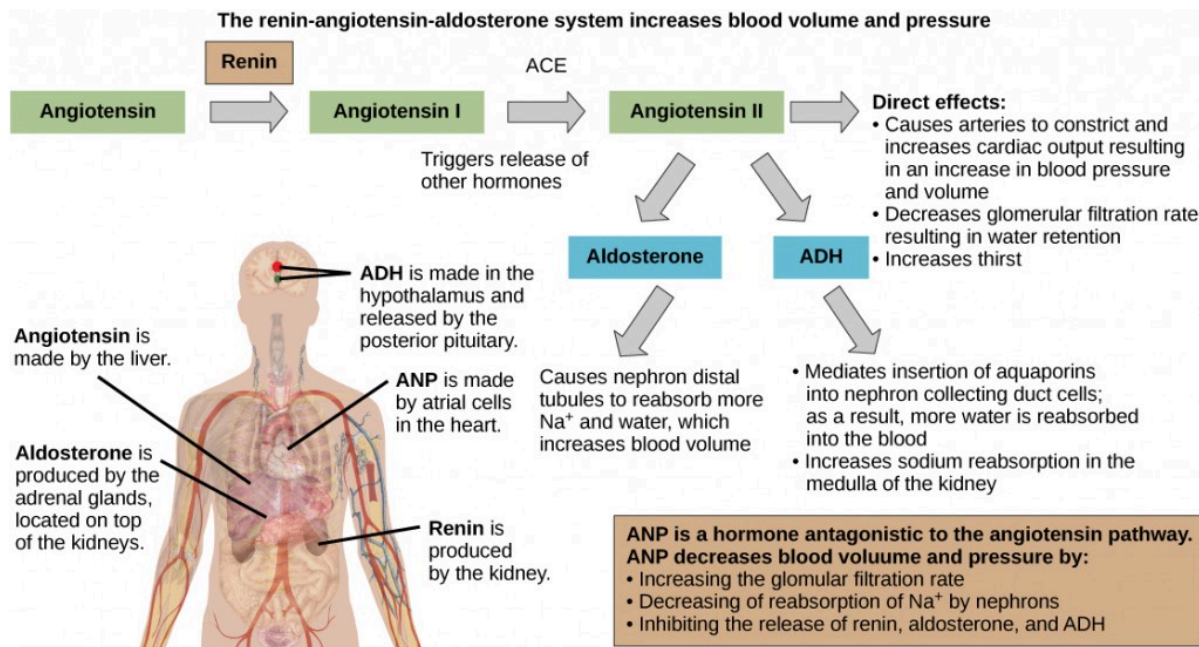 The renin-angiotensin-aldosterone system increases blood volume and pressure
Renin
ACE
Angiotensin
Angiotensin I
Angiotensin II
Direct effects:
• Causes arteries to constrict and
increases cardiac output resulting
in an increase in blood pressure
and volume
• Decreases glomerular filtration rate
resulting in water retention
• Increases thirst
Triggers release of
other hormones
Aldosterone
ADH
ADH is made in the
hypothalamus and
released by the
posterior pituitary.
Angiotensin is
made by the liver.
ANP is made
by atrial cells
in the heart.
Aldosterone is
produced by the
adrenal glands,
located on top
of the kidneys.
Renin is
produced
by the kidney.
Causes nephron distal
tubules to reabsorb more
Na⁺ and water, which
increases blood volume
• Mediates insertion of aquaporins
into nephron collecting duct cells;
as a result, more water is reabsorbed
into the blood
• Increases sodium reabsorption in the
medulla of the kidney
ANP is a hormone antagonistic to the angiotensin pathway.
ANP decreases blood voluume and pressure by:
• Increasing the glomular filtration rate
• Decreasing of reabsorption of Na⁺ by nephrons
• Inhibiting the release of renin, aldosterone, and ADH